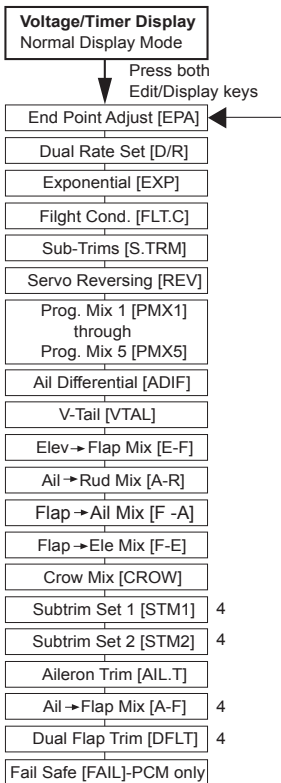 Voltage/Timer Display
Normal Display Mode
Press both
Edit/Display keys
End Point Adjust [EPA]
Dual Rate Set [D/R]
Exponential [EXP]
Filght Cond. [FLT.C]
Sub-Trims [S.TRM]
Servo Reversing [REV]
Prog. Mix 1 [PMX1]
through
Prog. Mix 5 [PMX5]
Ail Differential [ADIF]
V-Tail [VTAL]
Elev→Flap Mix [E-F]
Ail→Rud Mix [A-R]
Flap→Ail Mix [F -A]
Flap→Ele Mix [F-E]
Crow Mix [CROW]
Subtrim Set 1 [STM1] 4
Subtrim Set 2 [STM2] 4
Aileron Trim [AIL.T]
Ail→Flap Mix [A-F] 4
Dual Flap Trim [DFLT] 4
Fail Safe [FAIL]-PCM only